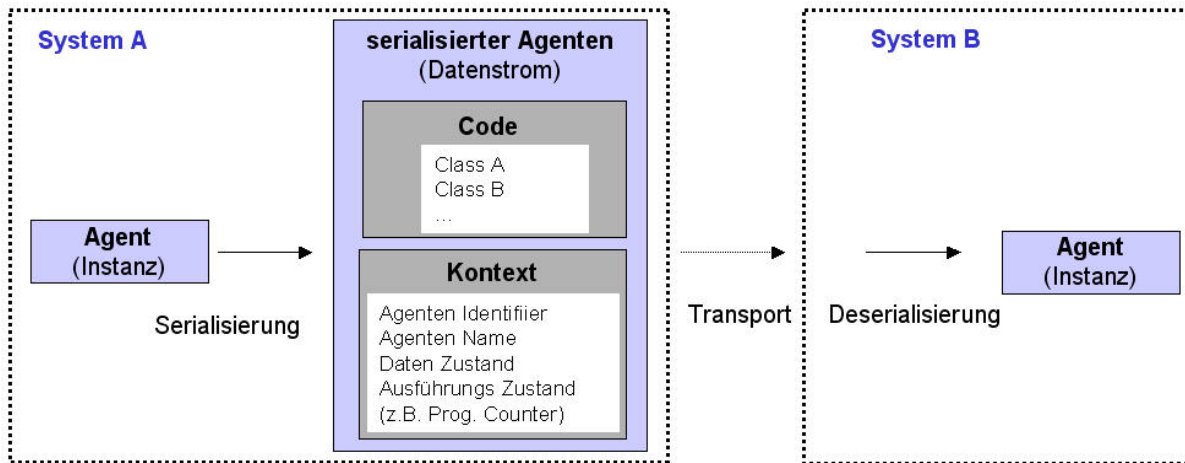 System A
Agent
(Instanz)
Serialisierung
serialisierter Agenten
(Datenstrom)
Code
Class A
Class B
...
Kontext
Agenten Identifiier
Agenten Name
Daten Zustand
Ausführungs Zustand
(z.B. Prog. Counter)
Transport
System B
Deserialisierung
Agent
(Instanz)